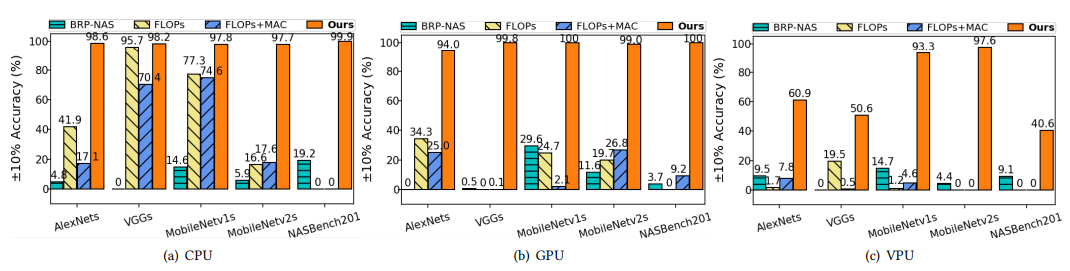 BRP-NAS FLOPs FLOPs+MAC Ours
±10% Accuracy (%)
100
80
60
40
20
0
4.8 41.9 17.1 98.6
0 95.7 70.4 98.2
14.6 77.3 74.6 97.8
5.9 16.6 17.6 97.7
19.2 0 0 99.9
AlexNets VGGs MobileNetv1s MobileNetv2s NASBench201
(a) CPU
BRP-NAS FLOPs FLOPs+MAC Ours
±10% Accuracy (%)
100
80
60
40
20
0
0 34.3 25.0 94.0
0.5 0 0.1 99.8
29.6 24.7 2.1 100
11.6 19.7 26.8 99.0
3.7 0 9.2 100
AlexNets VGGs MobileNetv1s MobileNetv2s NASBench201
(b) GPU
BRP-NAS FLOPs FLOPs+MAC Ours
±10% Accuracy (%)
100
80
60
40
20
0
9.5 1.7 7.8 60.9
0 19.5 0.5 50.6
14.7 1.2 4.6 93.3
4.4 0 0 97.6
9.1 0 0 40.6
AlexNets VGGs MobileNetv1s MobileNetv2s NASBench201
(c) VPU